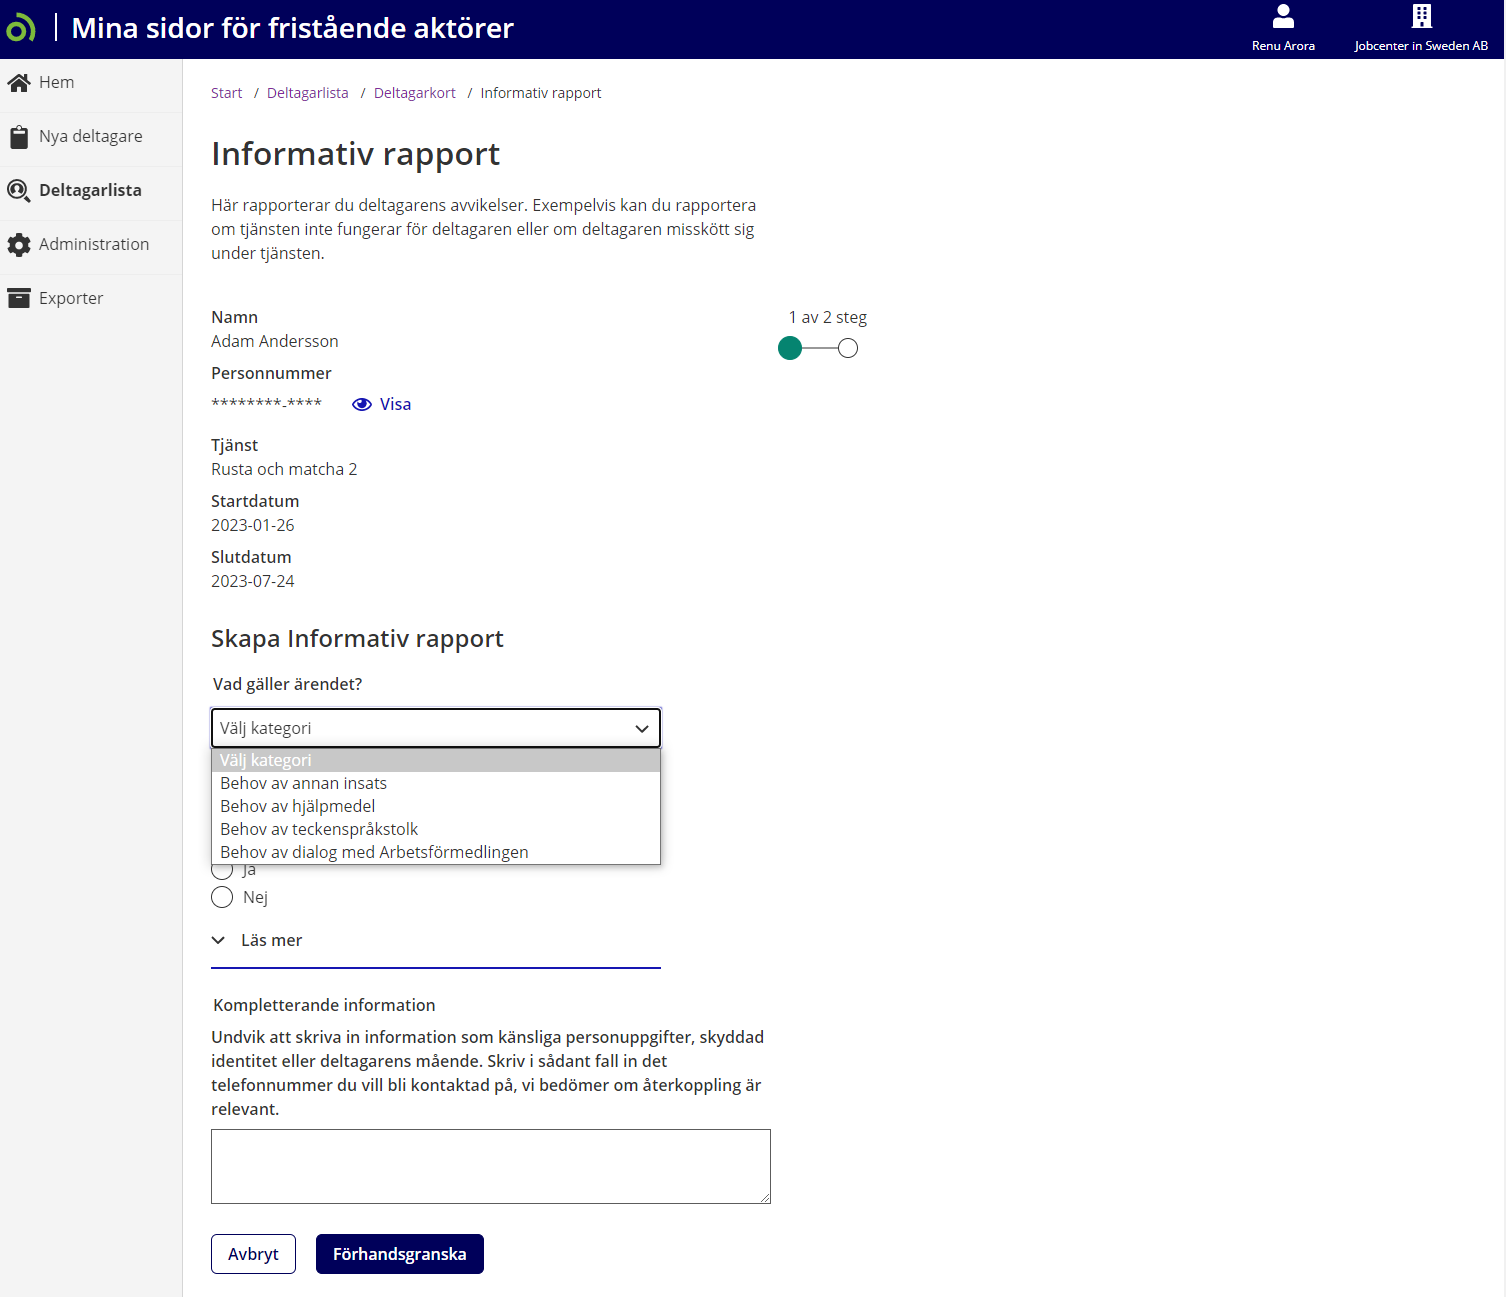 Mina sidor för fristående aktörer
Renu Arora
Jobcenter in Sweden AB
Hem
Nya deltagare
Deltagarlista
Administration
Exporter
Start / Deltagarlista / Deltagarkort / Informativ rapport
Informativ rapport
Här rapporterar du deltagarens avvikelser. Exempelvis kan du rapportera
om tjänsten inte fungerar för deltagaren eller om deltagaren misskött sig
under tjänsten.
Namn
Adam Andersson
1 av 2 steg
Personnummer
********-**** Visa
Tjänst
Rusta och matcha 2
Startdatum
2023-01-26
Slutdatum
2023-07-24
Skapa Informativ rapport
Vad gäller ärendet?
Välj kategori
Välj kategori
Behov av annan insats
Behov av hjälpmedel
Behov av teckenspråkstolk
Behov av dialog med Arbetsförmedlingen
Ja
Nej
Läs mer
Kompletterande information
Undvik att skriva in information som känsliga personuppgifter, skyddad
identitet eller deltagarens mående. Skriv i sådant fall in det
telefonnummer du vill bli kontaktad på, vi bedömer om återkoppling är
relevant.
Avbryt
Förhandsgranska